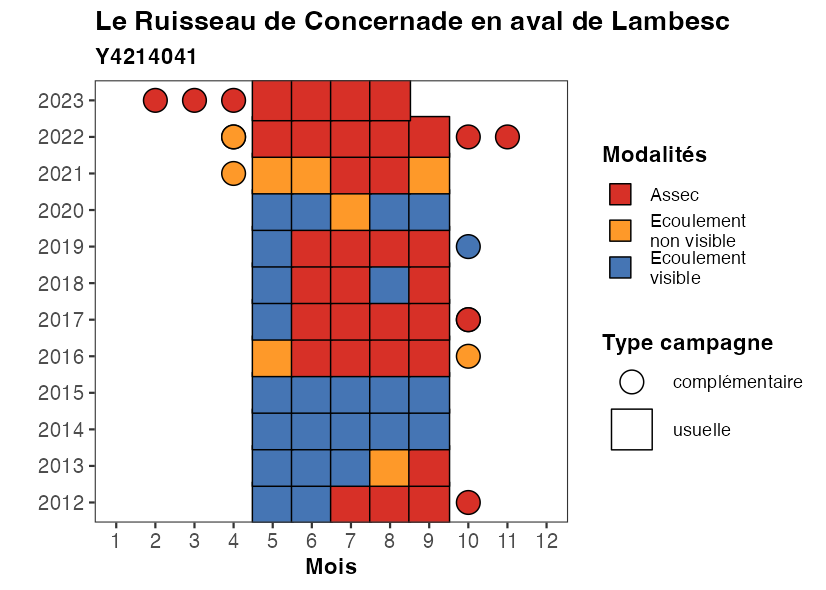 Le Ruisseau de Concernade en aval de Lambesc
Y4214041
2023
2022
2021
2020
2019
2018
2017
2016
2015
2014
2013
2012
1 2 3 4 5 6 7 8 9 10 11 12
Mois
Modalités
Assec
Ecoulement
non visible
Ecoulement
visible
Type campagne
complémentaire
usuelle